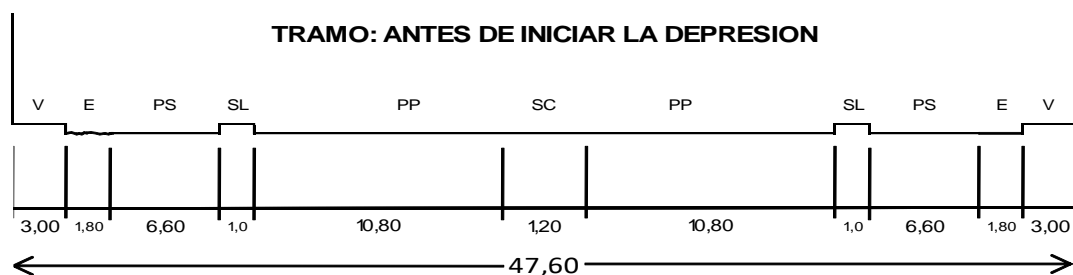 TRAMO: ANTES DE INICIAR LA DEPRESION
V E PS SL PP SC PP SL PS E V
3,00 1,80 6,60 1,0 10,80 1,20 10,80 1,0 6,60 1,80 3,00
47,60